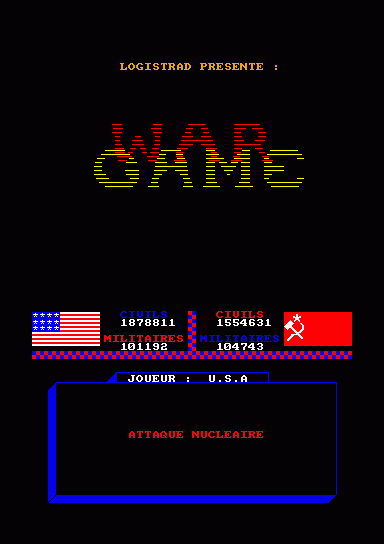 LOGISTRAD PRESENTE :
WAR
GAME
CIVILS CIVILS
1878811 1554631
MILITAIRES MILITAIRES
101192 104743
JOUEUR : U.S.A
ATTAQUE NUCLEAIRE